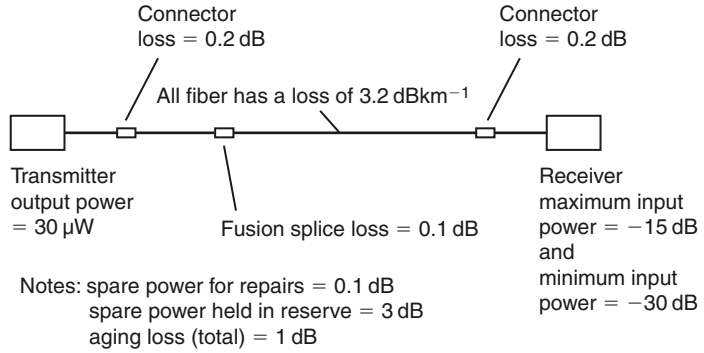 Connector
loss = 0.2 dB
Connector
loss = 0.2 dB
All fiber has a loss of 3.2 dBkm⁻¹
Transmitter
output power
= 30 µW
Fusion splice loss = 0.1 dB
Receiver
maximum input
power = −15 dB
and
minimum input
power = −30 dB
Notes: spare power for repairs = 0.1 dB
spare power held in reserve = 3 dB
aging loss (total) = 1 dB